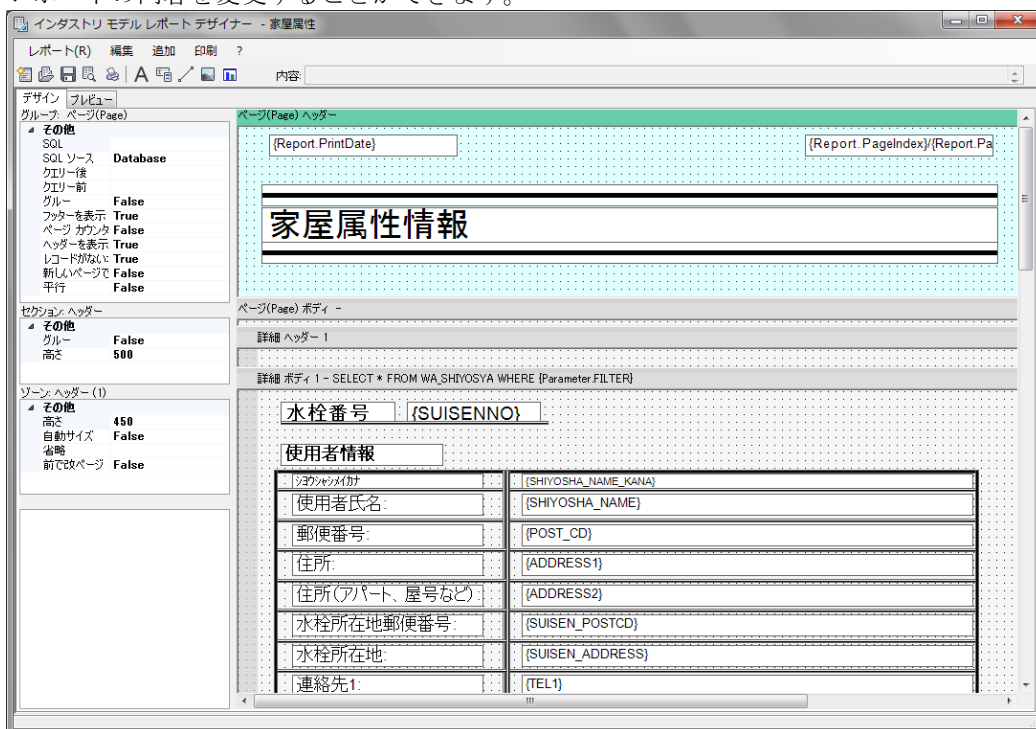 インダストリ モデル レポート デザイナー - 家屋属性
レポート(R) 編集 追加 印刷 ?
内容:
デザイン プレビュー
グループ: ページ(Page)
その他
SQL
SQL ソース Database
クエリー後
クエリー前
グルー False
フッターを表示 True
ページ カウンタ False
ヘッダーを表示 True
レコードがない: True
新しいページで False
平行 False
セクション: ヘッダー
その他
グルー False
高さ 500
ゾーン: ヘッダー (1)
その他
高さ 450
自動サイズ False
省略
前で改ページ False
ページ(Page) ヘッダー
{Report.PrintDate} {Report.PageIndex}/{Report.Pa
家屋属性情報
ページ(Page) ボディ -
詳細 ヘッダー 1
詳細 ボディ 1 - SELECT * FROM WA_SHIYOSYA WHERE {Parameter.FILTER}
水栓番号 {SUISENNO}
使用者情報
ｼﾖｳｼｬｼﾒｲｶﾅ {SHIYOSHA_NAME_KANA}
使用者氏名: {SHIYOSHA_NAME}
郵便番号: {POST_CD}
住所: {ADDRESS1}
住所(アパート、屋号など): {ADDRESS2}
水栓所在地郵便番号: {SUISEN_POSTCD}
水栓所在地: {SUISEN_ADDRESS}
連絡先1: {TEL1}